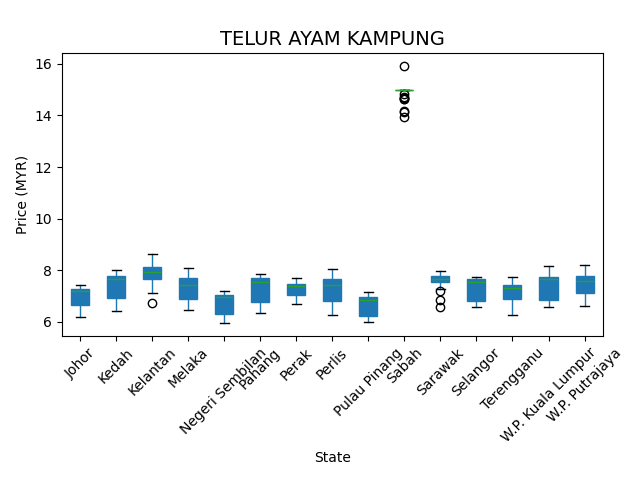 TELUR AYAM KAMPUNG
Price (MYR)
16
14
12
10
8
6
Johor
Kedah
Kelantan
Melaka
Negeri Sembilan
Pahang
Perak
Perlis
Pulau Pinang
Sabah
Sarawak
Selangor
Terengganu
W.P. Kuala Lumpur
W.P. Putrajaya
State